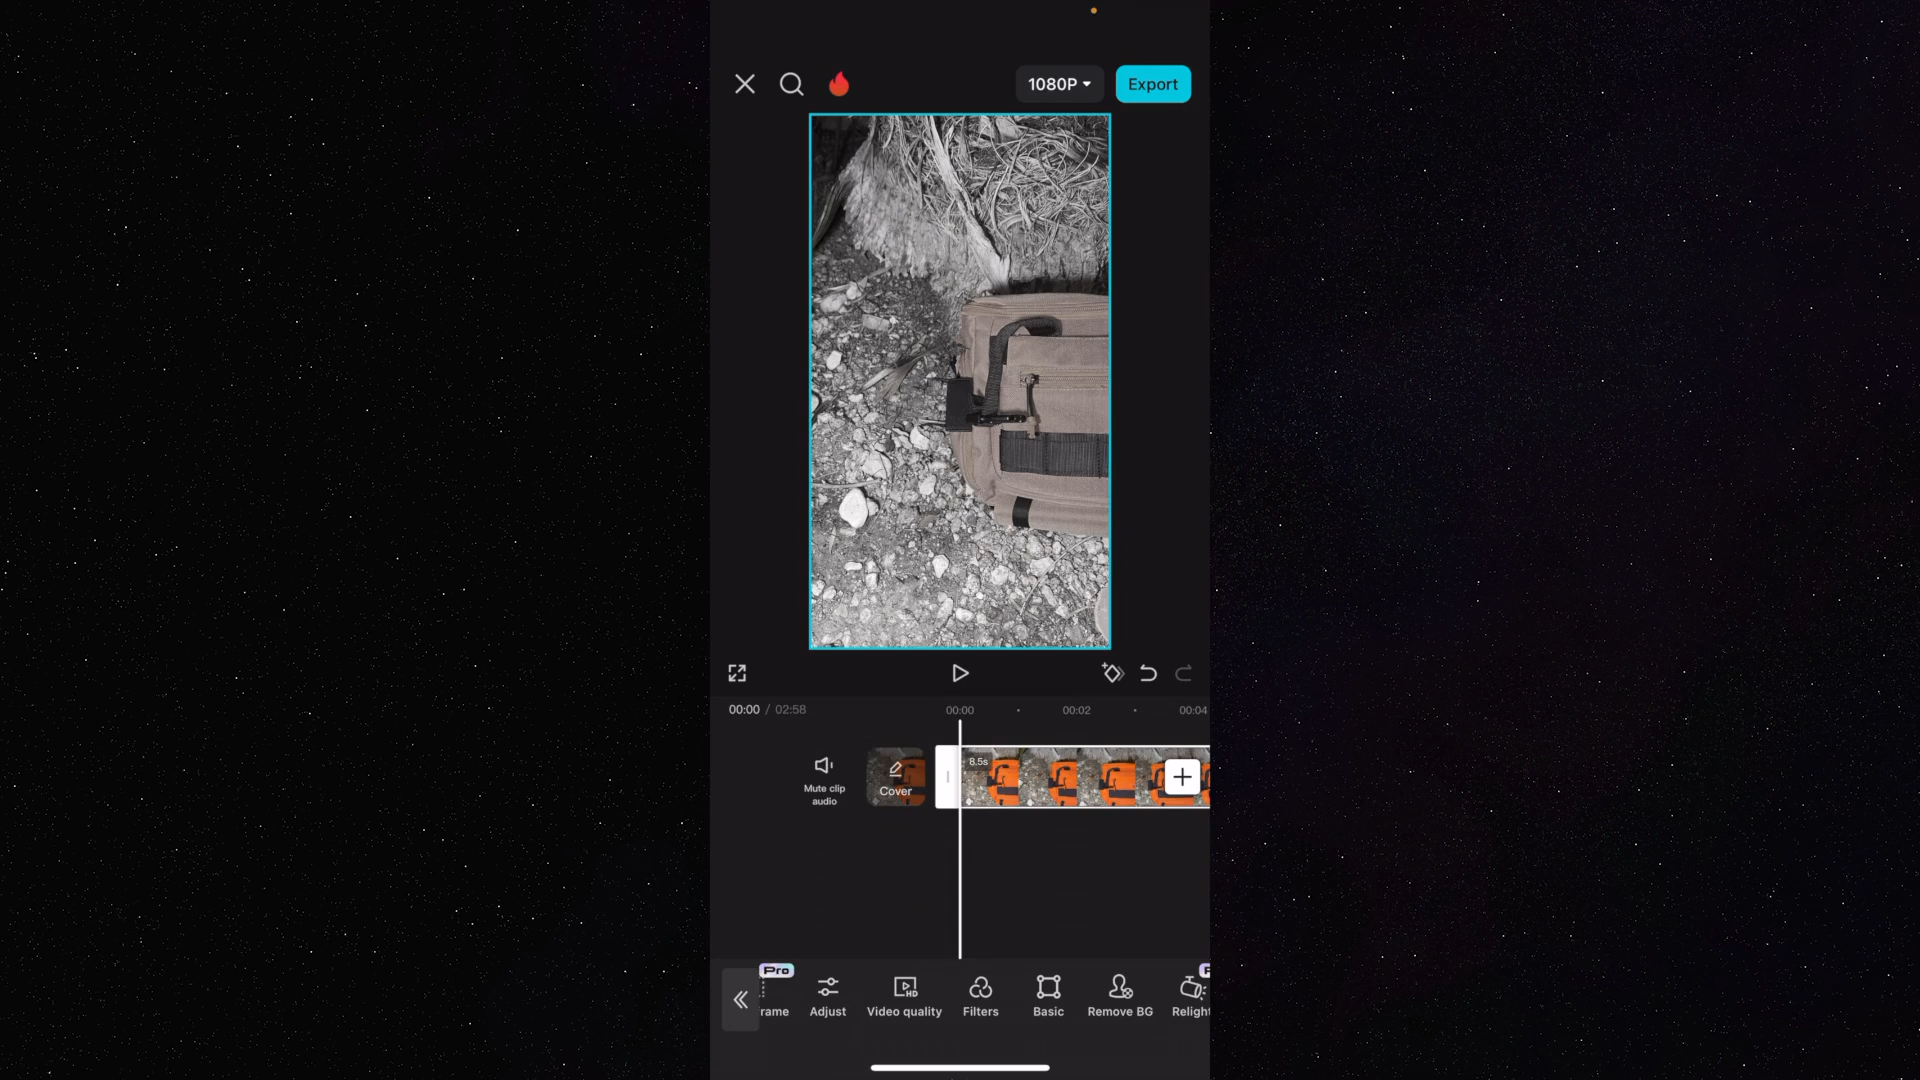 1080P
Export
00:00 / 02:58
00:00
00:02
00:04
8.5s
Mute clip
audio
Cover
Pro
rame
Adjust
Video quality
HD
Filters
Basic
Remove BG
Relight